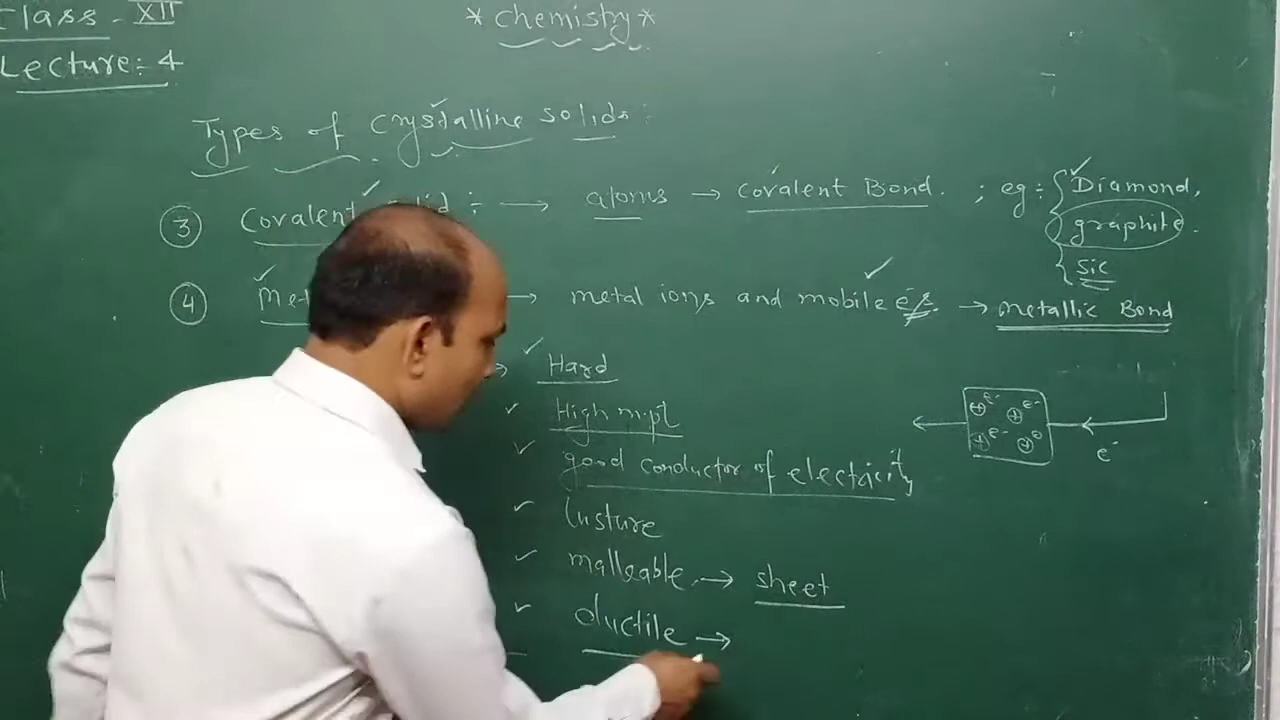 Class - XII
* Chemistry *
Lecture:- 4
Types of crystalline solids:
③ Covalent Solid :- → atoms → covalent Bond. ; eg:- { Diamond,
graphite.
Sic
④ Met → metal ions and mobile e⁻s. → metallic Bond
Hard
High m.pt
good conductor of electricity
lusture
malleable → sheet
ductile →
e⁻ e⁻ e⁻ e⁻